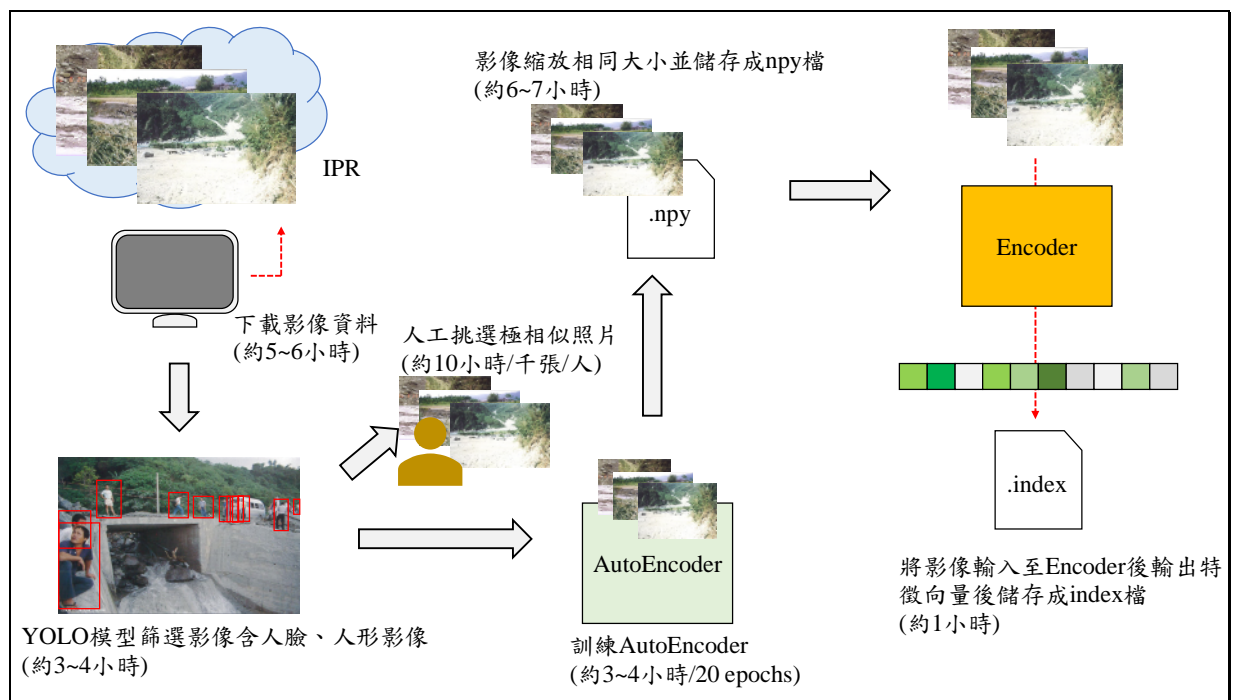 IPR
下載影像資料
(約5~6小時)
YOLO模型篩選影像含人臉、人形影像
(約3~4小時)
人工挑選極相似照片
(約10小時/千張/人)
AutoEncoder
訓練AutoEncoder
(約3~4小時/20 epochs)
影像縮放相同大小並儲存成npy檔
(約6~7小時)
.npy
Encoder
.index
將影像輸入至Encoder後輸出特
徵向量後儲存成index檔
(約1小時)